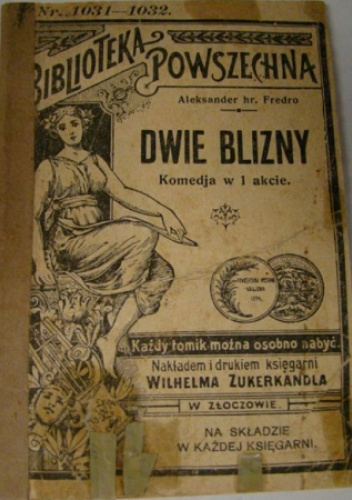 Nr. 1031—1032.
BIBLIOTEKA
POWSZECHNA
Aleksander hr. Fredro
DWIE BLIZNY
Komedja w 1 akcie.
Każdy tomik można osobno nabyć.
Nakładem i drukiem księgarni
WILHELMA ZUKERKANDLA
W ZŁOCZOWIE.
NA SKŁADZIE
W KAŻDEJ KSIĘGARNI.